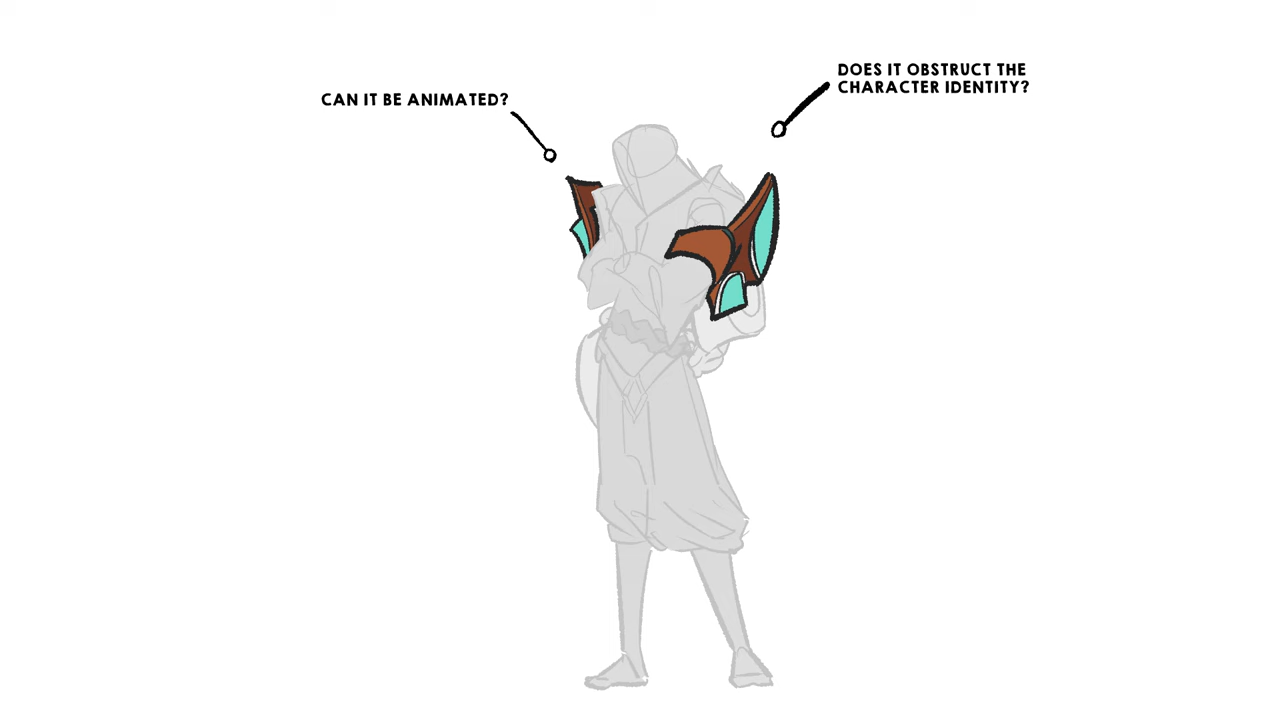 CAN IT BE ANIMATED?
DOES IT OBSTRUCT THE
CHARACTER IDENTITY?